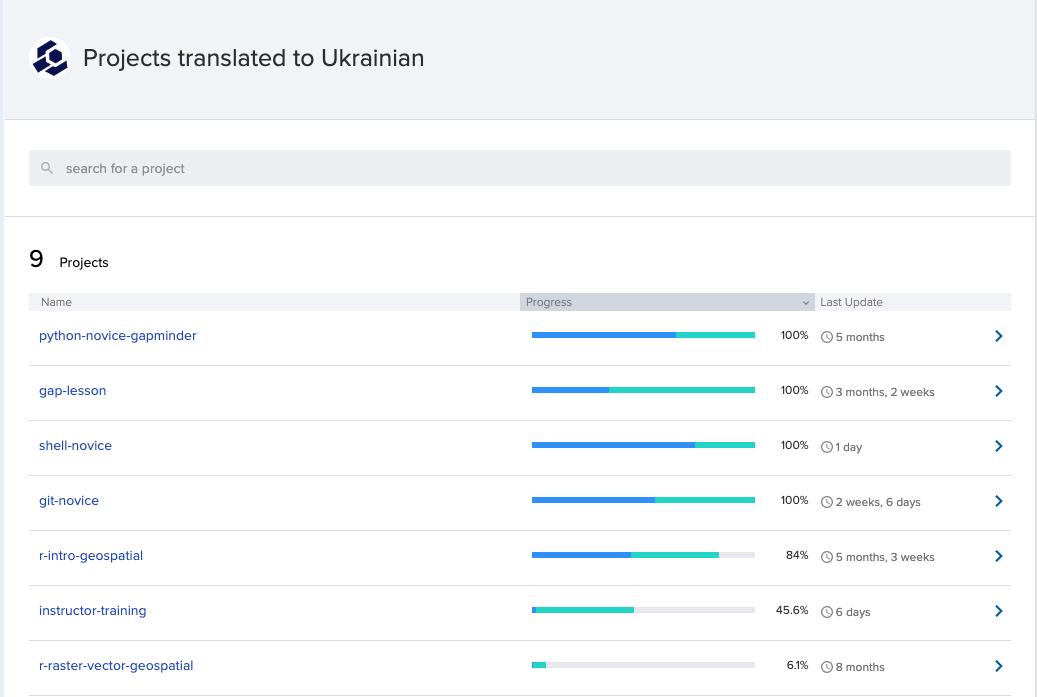 Projects translated to Ukrainian
search for a project
9 Projects
Name Progress Last Update
python-novice-gapminder 100% 5 months
gap-lesson 100% 3 months, 2 weeks
shell-novice 100% 1 day
git-novice 100% 2 weeks, 6 days
r-intro-geospatial 84% 5 months, 3 weeks
instructor-training 45.6% 6 days
r-raster-vector-geospatial 6.1% 8 months